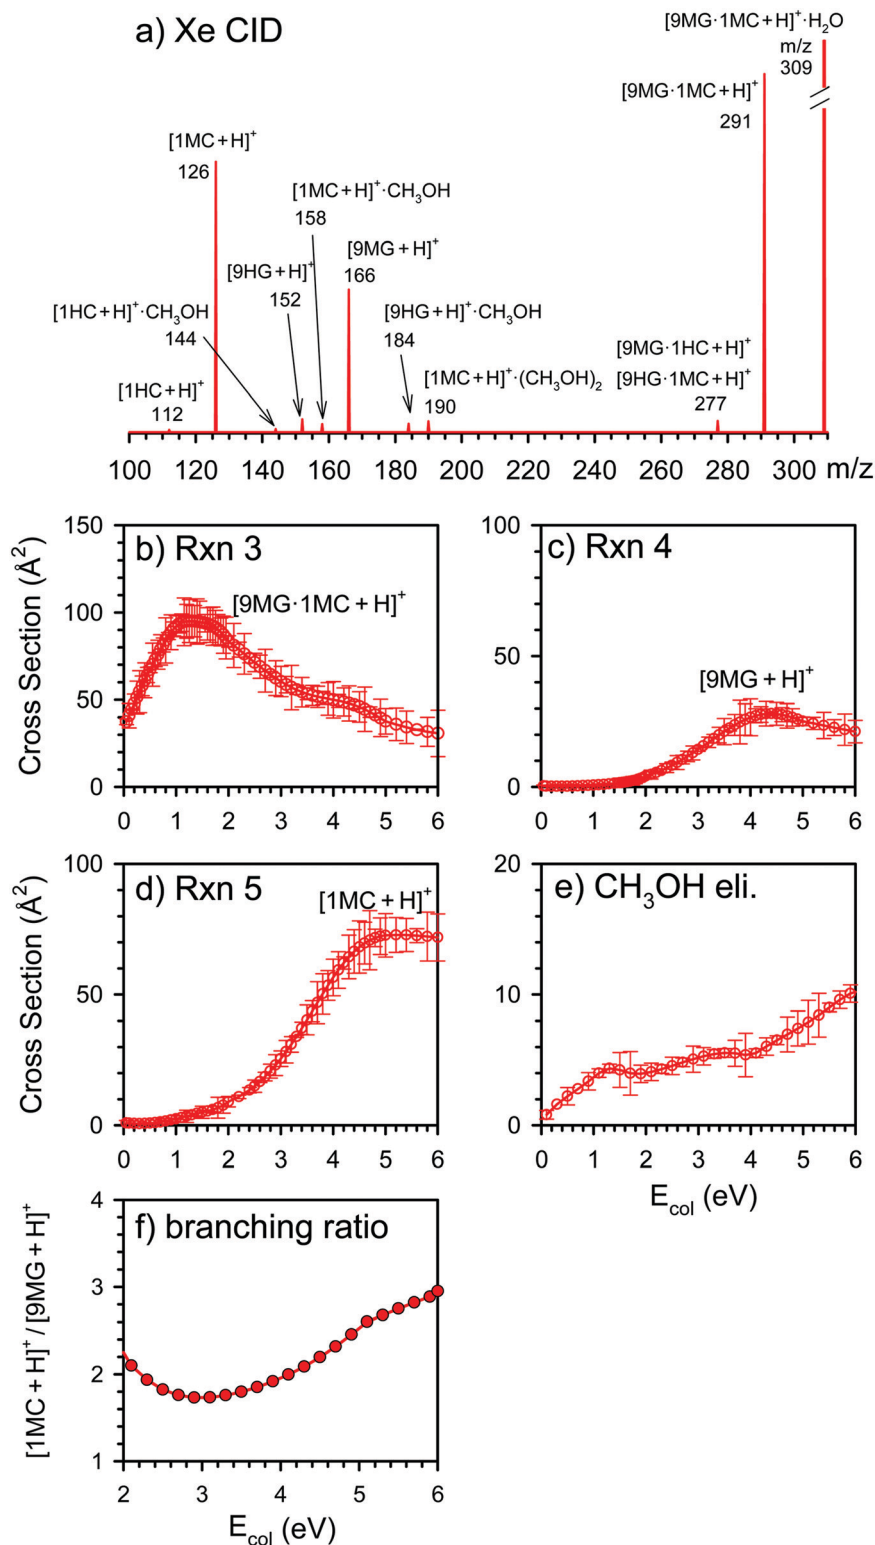 a) Xe CID
[9MG·1MC+H]⁺·H₂O
m/z
309
[9MG·1MC+H]⁺
291
[1MC+H]⁺
126
[1MC+H]⁺·CH₃OH
158
[9HG+H]⁺
152
[9MG+H]⁺
166
[1HC+H]⁺·CH₃OH
144
[9HG+H]⁺·CH₃OH
184
[9MG·1HC+H]⁺
[9HG·1MC+H]⁺
277
[1HC+H]⁺
112
[1MC+H]⁺·(CH₃OH)₂
190
100 120 140 160 180 200 220 240 260 280 300 m/z
b) Rxn 3
[9MG·1MC+H]⁺
Cross Section (Å²)
150
100
50
0
0 1 2 3 4 5 6
c) Rxn 4
[9MG+H]⁺
100
50
0
0 1 2 3 4 5 6
d) Rxn 5
[1MC+H]⁺
Cross Section (Å²)
100
50
0
0 1 2 3 4 5 6
e) CH₃OH eli.
20
10
0
0 1 2 3 4 5 6
E_col (eV)
f) branching ratio
[1MC+H]⁺/[9MG+H]⁺
4
3
2
1
2 3 4 5 6
E_col (eV)